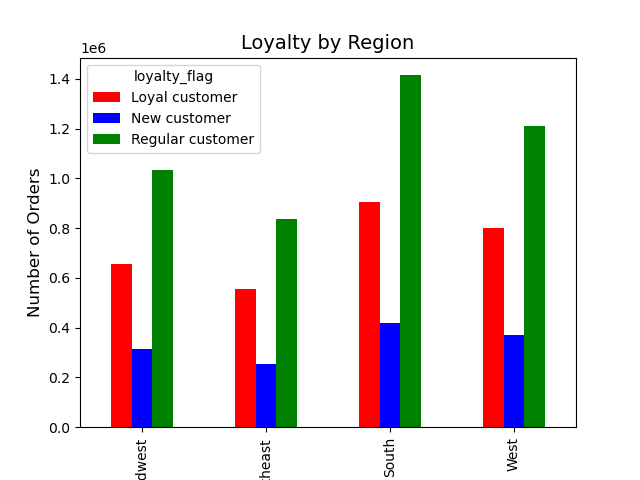 Loyalty by Region
1e6
loyalty_flag
Loyal customer
New customer
Regular customer
Number of Orders
1.4
1.2
1.0
0.8
0.6
0.4
0.2
0.0
dwest
theast
South
West